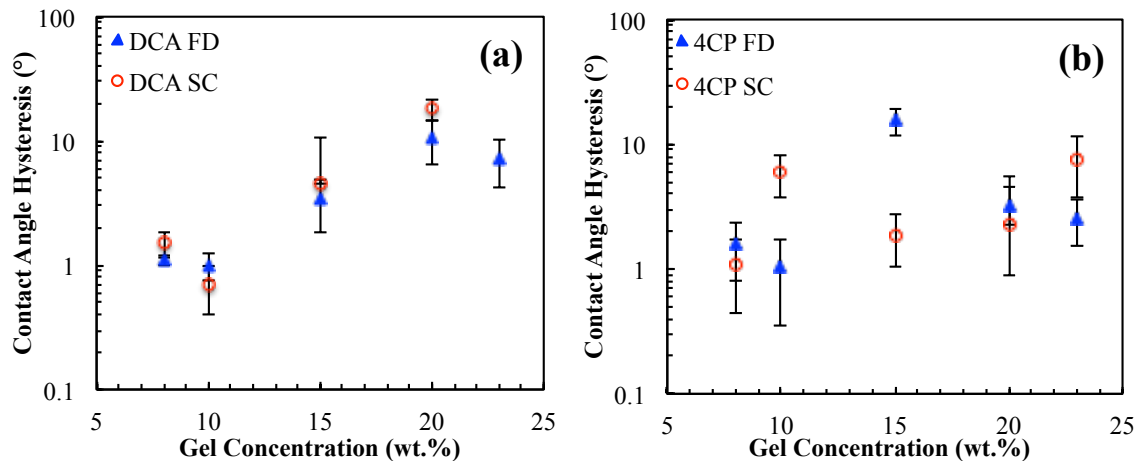 100
10
1
0.1
Contact Angle Hysteresis (°)
DCA FD
DCA SC
(a)
5
10
15
20
25
Gel Concentration (wt.%)
100
10
1
0.1
Contact Angle Hysteresis (°)
4CP FD
4CP SC
(b)
5
10
15
20
25
Gel Concentration (wt.%)